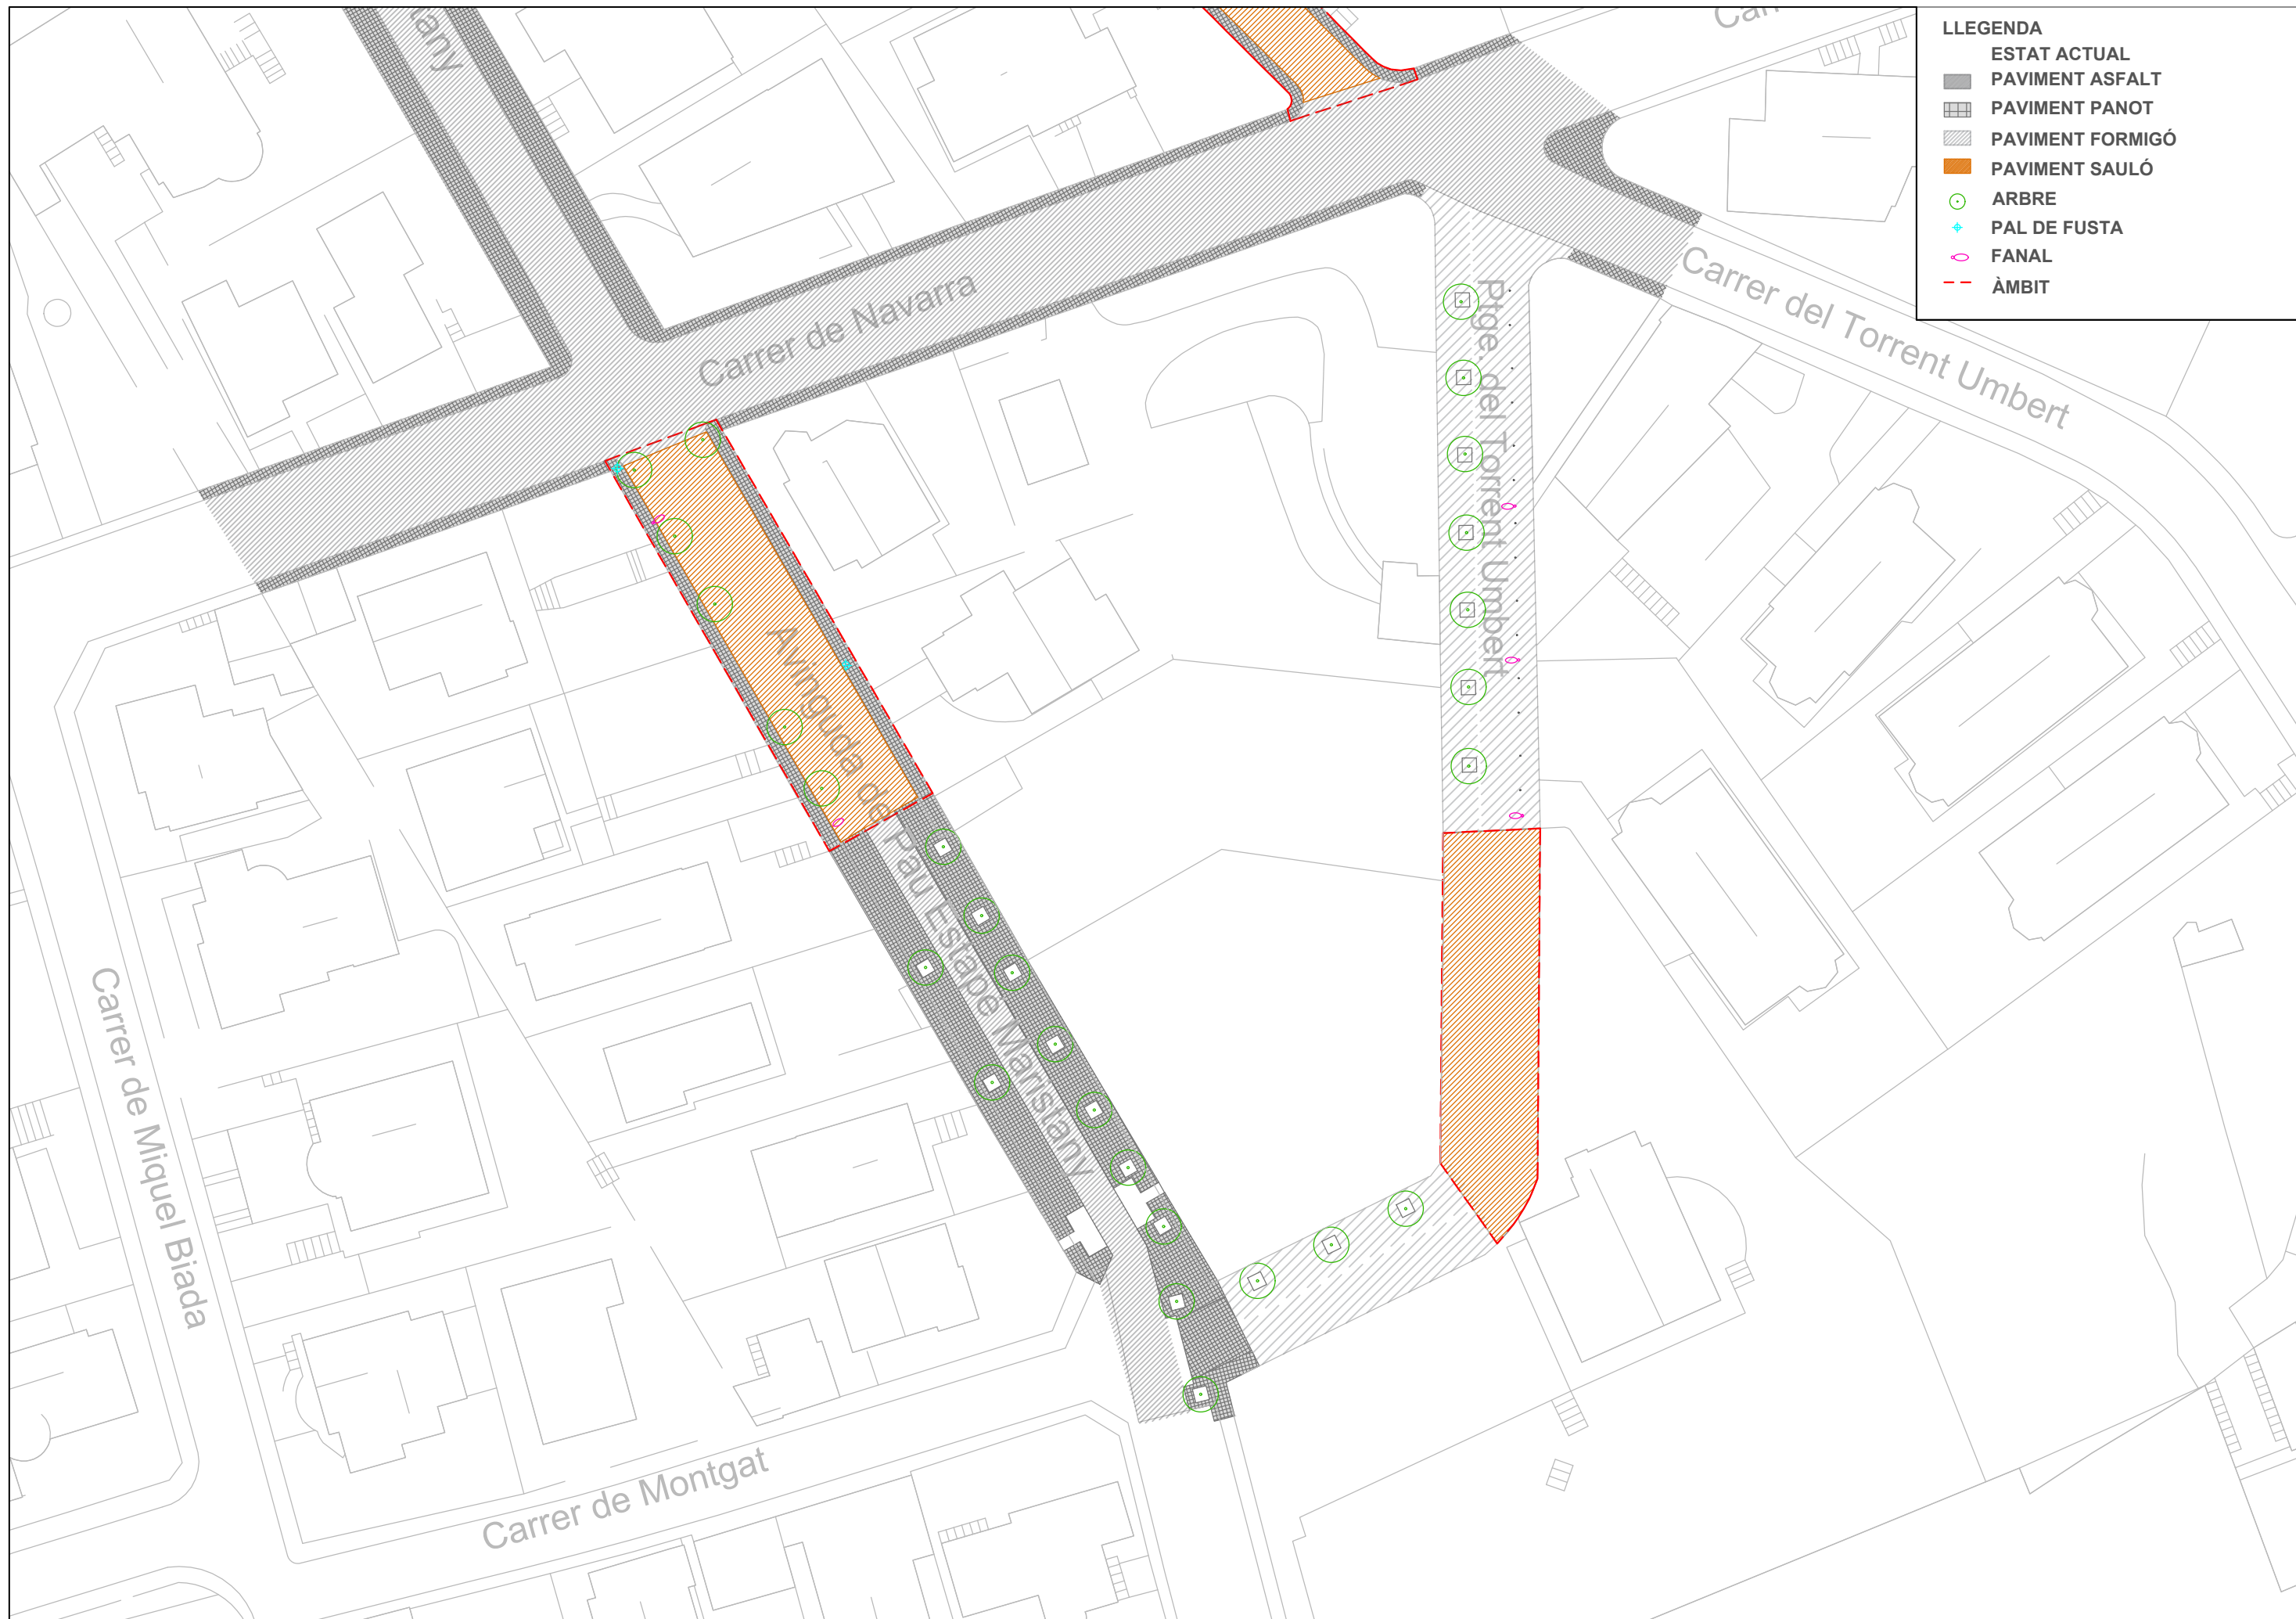 tany
Carrer de Navarra
Ptge. del Torrent Umbert
Carrer del Torrent Umbert
Avinguda de Pau Estapé Maristany
Carrer de Miquel Biada
Carrer de Montgat
LLEGENDA
ESTAT ACTUAL
PAVIMENT ASFALT
PAVIMENT PANOT
PAVIMENT FORMIGÓ
PAVIMENT SAULÓ
ARBRE
PAL DE FUSTA
FANAL
ÀMBIT